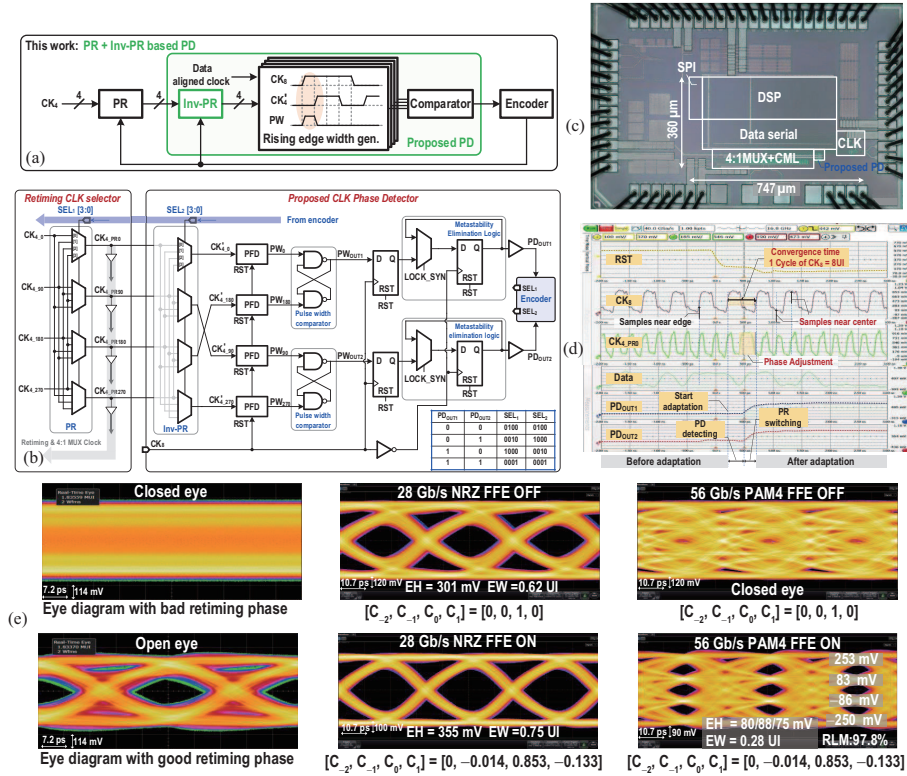 This work: PR + Inv-PR based PD
CK4
4
PR
4
Inv-PR
4
Data
aligned clock
CK8
CK'4
PW
Rising edge width gen.
Comparator
Encoder
Proposed PD
(a)
SPI
DSP
Data serial
4:1MUX+CML
CLK
Proposed PD
360 μm
747 μm
(c)
Retiming CLK selector
Proposed CLK Phase Detector
SEL1 [3:0]
SEL2 [3:0]
From encoder
CK4_0
CK4_PR0
CK4_90
CK4_PR90
CK4_180
CK4_PR180
CK4_270
CK4_PR270
PR
Inv-PR
Retiming & 4:1 MUX Clock
CK'4_0
CK'4_180
CK'4_90
CK'4_270
PFD
RST
PFD
RST
PFD
RST
PFD
RST
PW0
PW180
PW90
PW270
PWOUT1
PWOUT2
Pulse width
comparator
Pulse width
comparator
D Q
RST
D Q
RST
LOCK_SYN
LOCK_SYN
Metastability
Elimination Logic
D Q
RST
Metastability
elimination logic
D Q
RST
PDOUT1
PDOUT2
SEL1
Encoder
SEL2
CK8
PDOUT1 PDOUT2 SEL1 SEL2
0 0 0100 0100
0 1 0010 1000
1 0 1000 0010
1 1 0001 0001
(b)
RST
Convergence time
1 Cycle of CK8 = 8UI
CK8
Samples near edge
Samples near center
CK4_PR0
Phase Adjustment
Data
PDOUT1
Start
adaptation
PR
switching
PDOUT2
PD
detecting
Before adaptation
After adaptation
(d)
Closed eye
7.2 ps
114 mV
Eye diagram with bad retiming phase
28 Gb/s NRZ FFE OFF
10.7 ps
120 mV
EH = 301 mV EW=0.62 UI
[C−2, C−1, C0, C1] = [0, 0, 1, 0]
56 Gb/s PAM4 FFE OFF
10.7 ps
120 mV
Closed eye
[C−2, C−1, C0, C1] = [0, 0, 1, 0]
(e)
Open eye
7.2 ps
114 mV
Eye diagram with good retiming phase
28 Gb/s NRZ FFE ON
10.7 ps
100 mV
EH = 355 mV EW=0.75 UI
[C−2, C−1, C0, C1] = [0, −0.014, 0.853, −0.133]
56 Gb/s PAM4 FFE ON
253 mV
83 mV
−86 mV
−250 mV
10.7 ps
90 mV
EH = 80/88/75 mV
EW = 0.28 UI
RLM:97.8%
[C−2, C−1, C0, C1] = [0, −0.014, 0.853, −0.133]